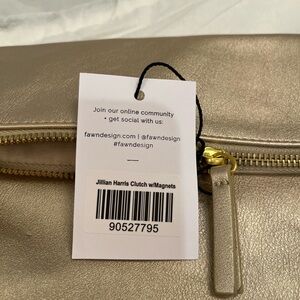 Join our online community
+ get social with us:
fawndesign.com | @fawndesign
#fawndesign
Jillian Harris Clutch w/Magnets
90527795